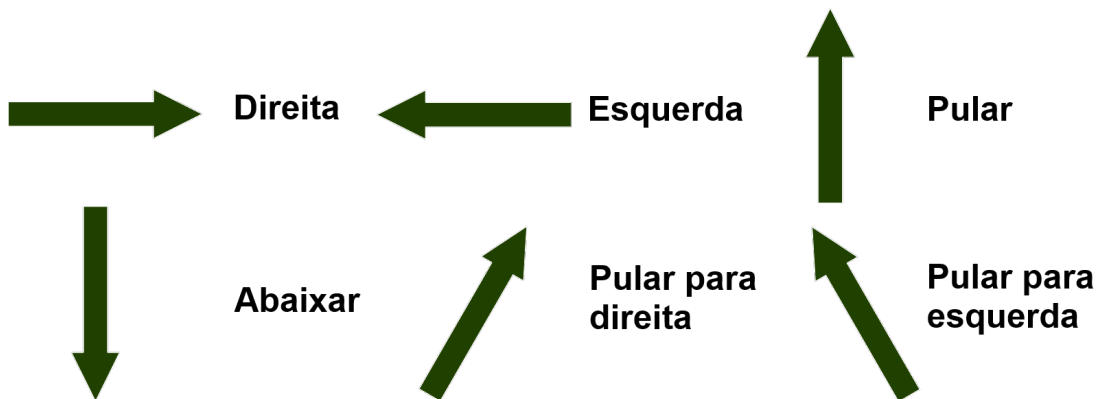 Direita
Esquerda
Pular
Abaixar
Pular para
direita
Pular para
esquerda